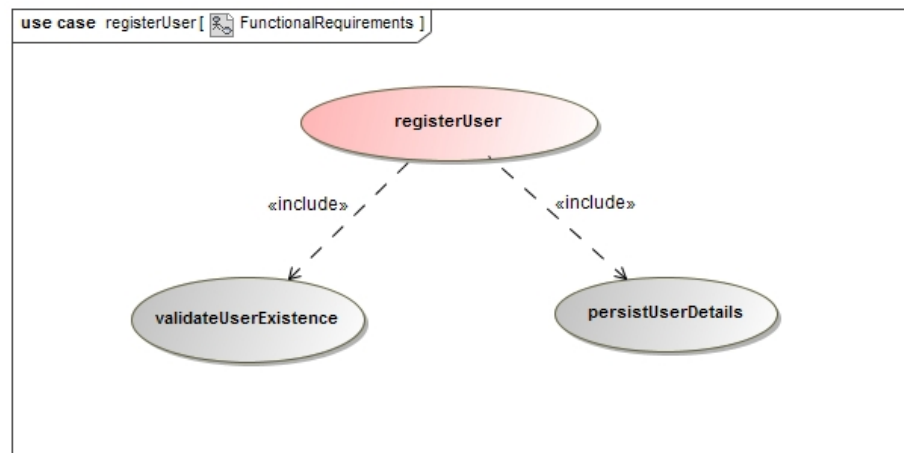 use case registerUser [ FunctionalRequirements ]
registerUser
«include» «include»
validateUserExistence persistUserDetails